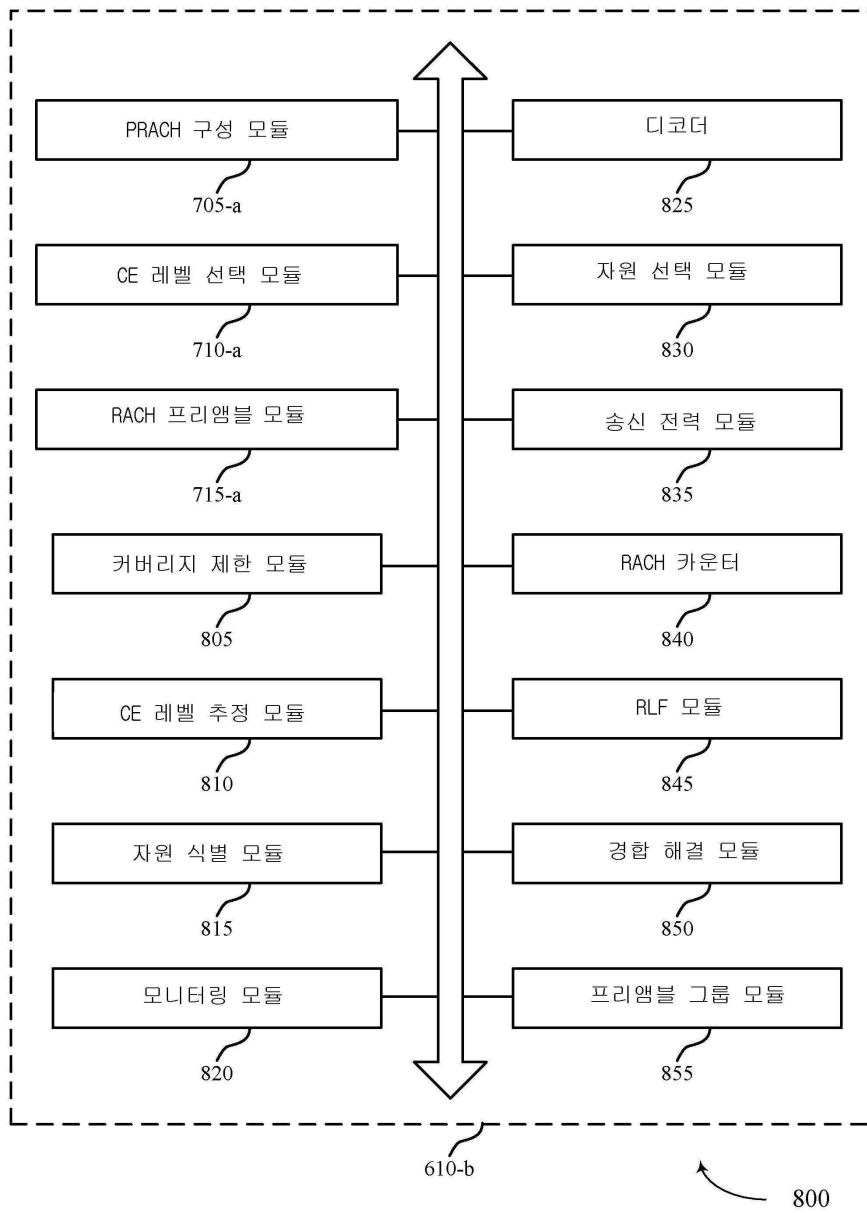 PRACH 구성 모듈
705-a
디코더
825
CE 레벨 선택 모듈
710-a
자원 선택 모듈
830
RACH 프리앰블 모듈
715-a
송신 전력 모듈
835
커버리지 제한 모듈
805
RACH 카운터
840
CE 레벨 추정 모듈
810
RLF 모듈
845
자원 식별 모듈
815
경합 해결 모듈
850
모니터링 모듈
820
프리앰블 그룹 모듈
855
610-b
800